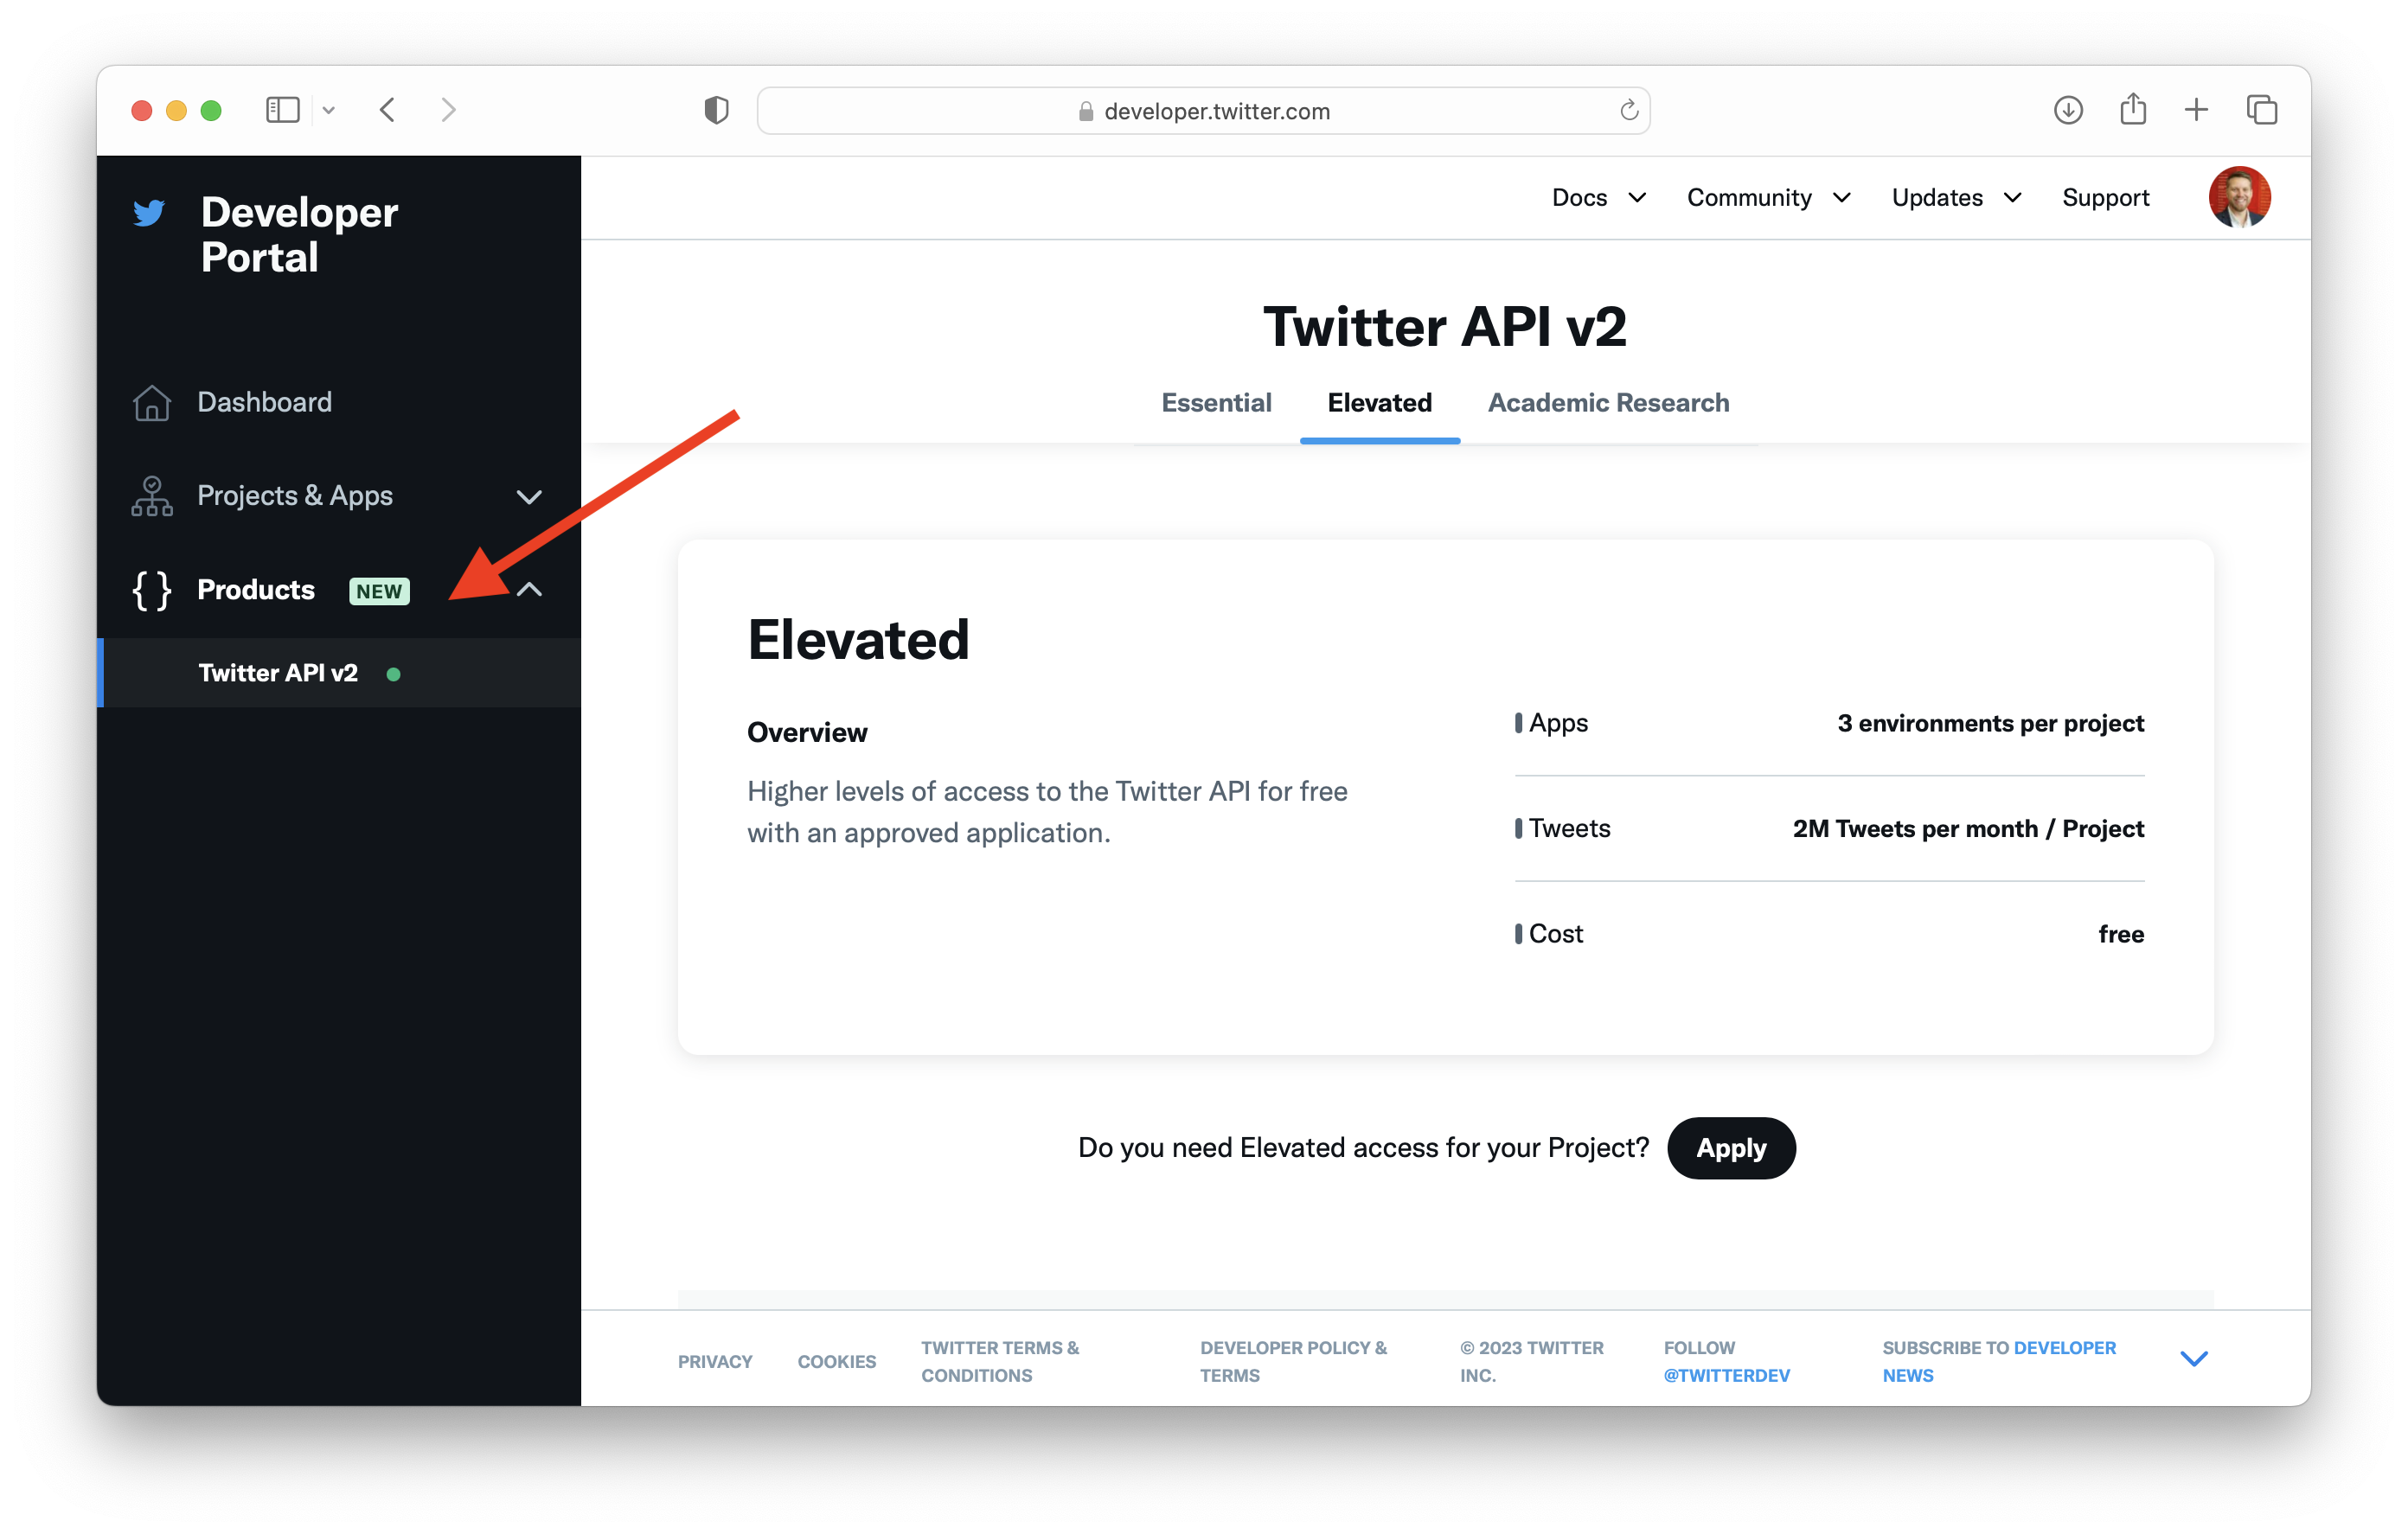 developer.twitter.com
Developer
Portal
Dashboard
Projects & Apps
Products NEW
Twitter API v2
Docs Community Updates Support
Twitter API v2
Essential Elevated Academic Research
Elevated
Overview
Higher levels of access to the Twitter API for free
with an approved application.
Apps 3 environments per project
Tweets 2M Tweets per month / Project
Cost free
Do you need Elevated access for your Project? Apply
PRIVACY
COOKIES
TWITTER TERMS &
CONDITIONS
DEVELOPER POLICY &
TERMS
© 2023 TWITTER
INC.
FOLLOW
@TWITTERDEV
SUBSCRIBE TO DEVELOPER
NEWS